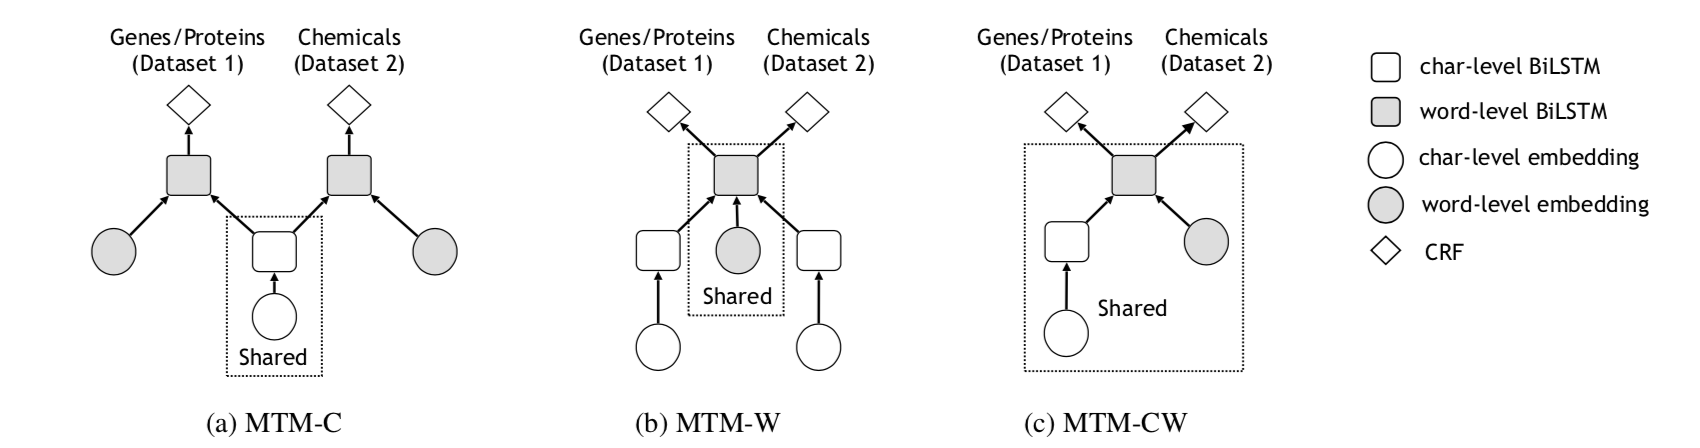 Genes/Proteins
(Dataset 1)
Chemicals
(Dataset 2)
Shared
(a) MTM-C
Genes/Proteins
(Dataset 1)
Chemicals
(Dataset 2)
Shared
(b) MTM-W
Genes/Proteins
(Dataset 1)
Chemicals
(Dataset 2)
Shared
(c) MTM-CW
char-level BiLSTM
word-level BiLSTM
char-level embedding
word-level embedding
CRF